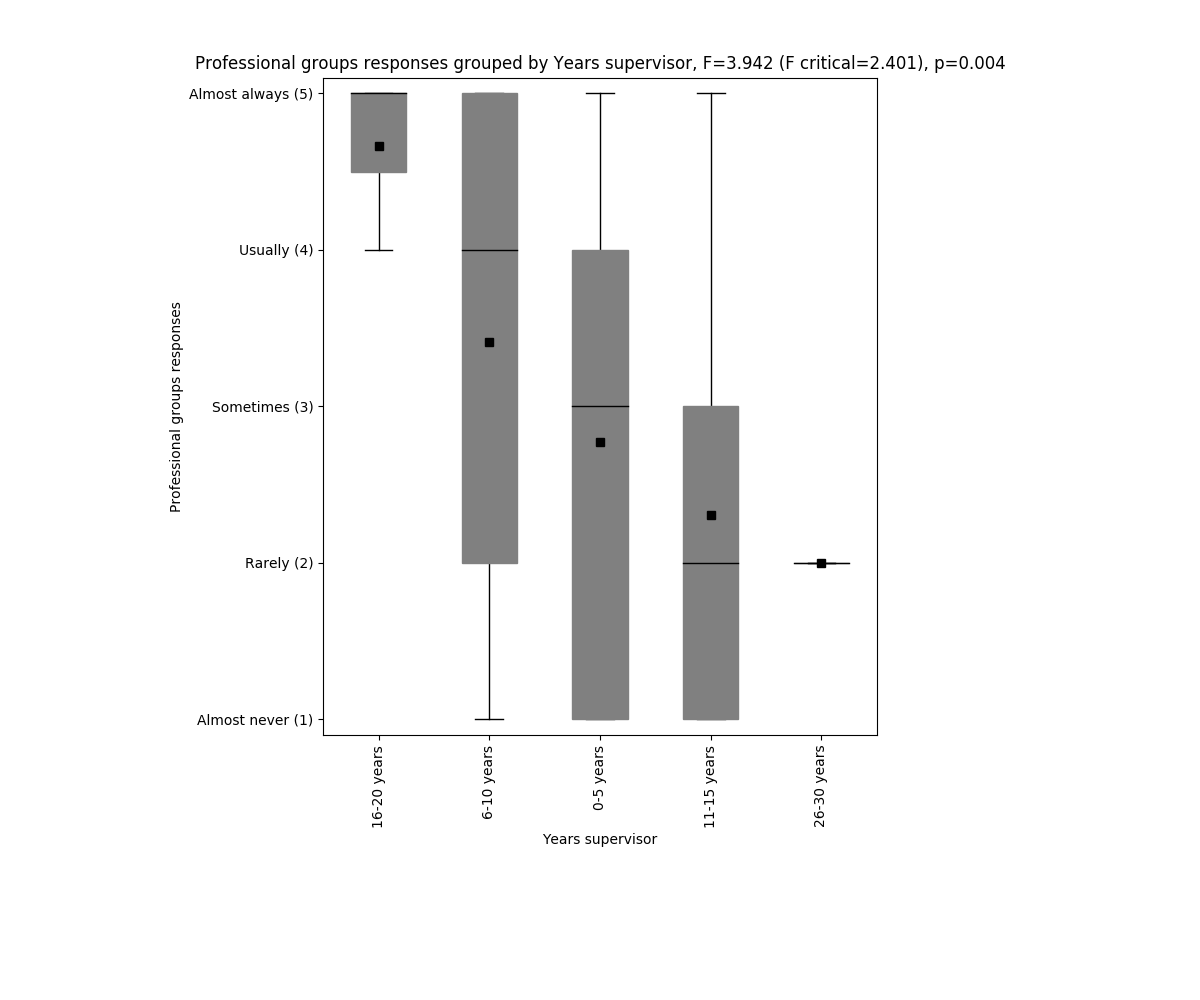 Professional groups responses grouped by Years supervisor, F=3.942 (F critical=2.401), p=0.004
Almost always (5)
Usually (4)
Sometimes (3)
Rarely (2)
Almost never (1)
Professional groups responses
16-20 years
6-10 years
0-5 years
11-15 years
26-30 years
Years supervisor